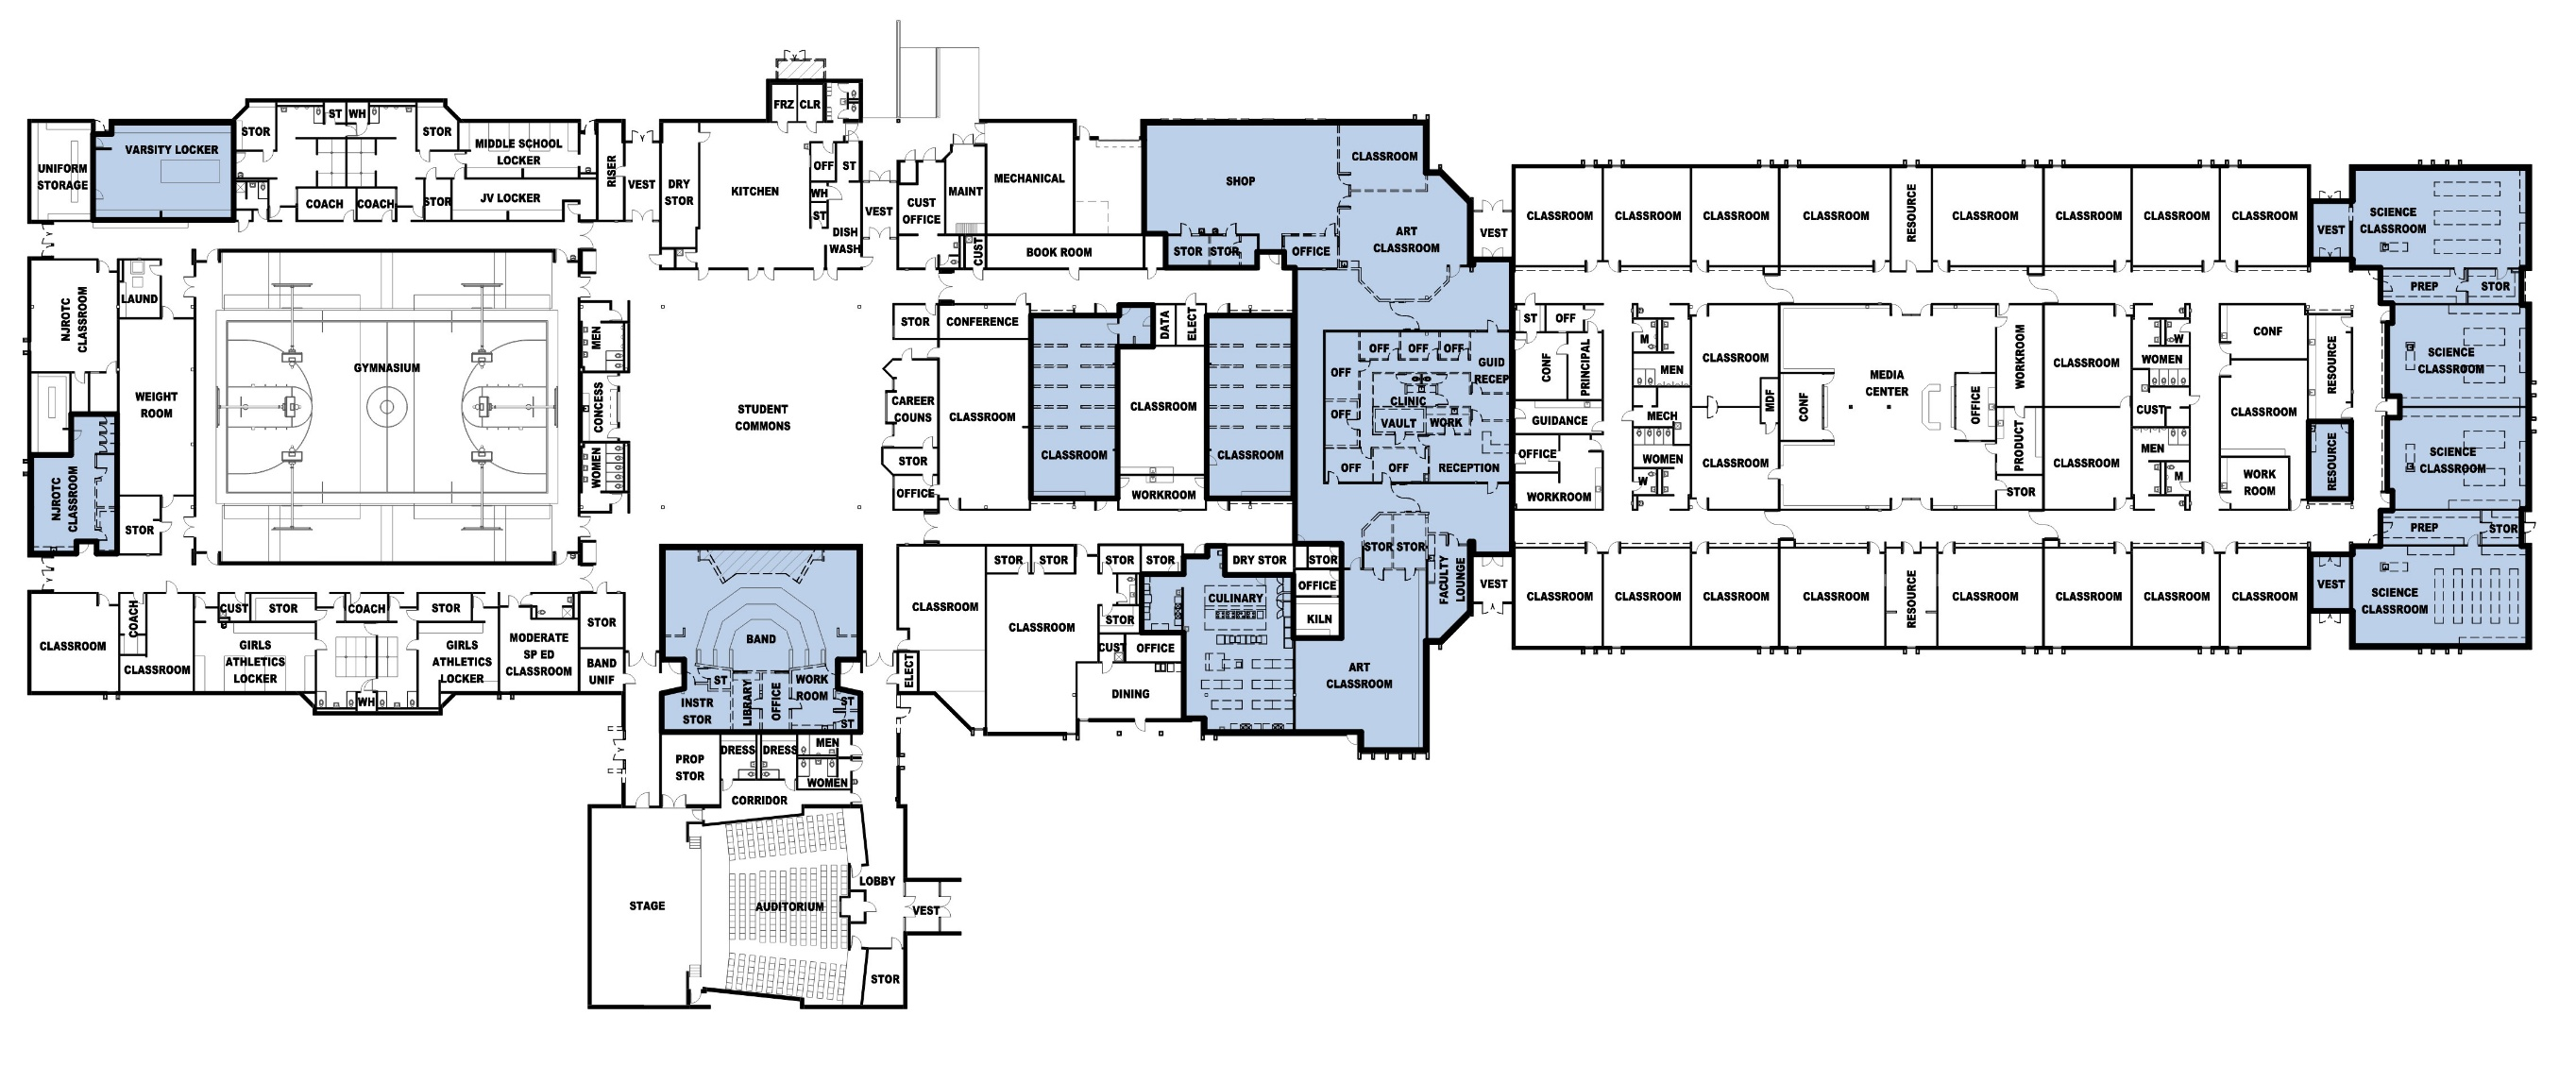 UNIFORM
STORAGE
VARSITY LOCKER
STOR
ST
WH
STOR
COACH
COACH
STOR
MIDDLE SCHOOL
LOCKER
JV LOCKER
RISER
VEST
DRY
STOR
KITCHEN
FRZ
CLR
OFF
ST
WH
ST
DISH
WASH
VEST
CUST
OFFICE
MAINT
CUST
MECHANICAL
BOOK ROOM
SHOP
STOR
STOR
OFFICE
CLASSROOM
ART
CLASSROOM
VEST
CLASSROOM
CLASSROOM
CLASSROOM
CLASSROOM
RESOURCE
CLASSROOM
CLASSROOM
CLASSROOM
CLASSROOM
VEST
SCIENCE
CLASSROOM
PREP
STOR
NJROTC
CLASSROOM
LAUND
WEIGHT
ROOM
NJROTC
CLASSROOM
STOR
GYMNASIUM
MEN
CONCESS
WOMEN
STUDENT
COMMONS
STOR
CONFERENCE
CAREER
COUNS
STOR
OFFICE
CLASSROOM
CLASSROOM
DATA
ELECT
CLASSROOM
WORKROOM
CLASSROOM
OFF
OFF
OFF
OFF
OFF
GUID
RECEP
CLINIC
VAULT
WORK
OFF
OFF
RECEPTION
ST
OFF
CONF
PRINCIPAL
GUIDANCE
OFFICE
WORKROOM
M
MEN
MECH
WOMEN
W
CLASSROOM
MDF
CLASSROOM
CONF
MEDIA
CENTER
OFFICE
WORKROOM
PRODUCT
STOR
CLASSROOM
CLASSROOM
W
WOMEN
CUST
MEN
M
CONF
CLASSROOM
WORK
ROOM
RESOURCE
RESOURCE
SCIENCE
CLASSROOM
SCIENCE
CLASSROOM
PREP
STOR
CLASSROOM
COACH
CLASSROOM
CUST
STOR
GIRLS
ATHLETICS
LOCKER
COACH
WH
STOR
GIRLS
ATHLETICS
LOCKER
MODERATE
SP ED
CLASSROOM
STOR
BAND
UNIF
BAND
ST
INSTR
STOR
LIBRARY
OFFICE
WORK
ROOM
ST
ST
ELECT
CLASSROOM
STOR
STOR
CLASSROOM
STOR
STOR
STOR
CUST
OFFICE
DINING
DRY STOR
CULINARY
STOR
OFFICE
KILN
STOR
STOR
FACULTY
LOUNGE
ART
CLASSROOM
VEST
CLASSROOM
CLASSROOM
CLASSROOM
CLASSROOM
RESOURCE
CLASSROOM
CLASSROOM
CLASSROOM
CLASSROOM
VEST
SCIENCE
CLASSROOM
PROP
STOR
DRESS
DRESS
MEN
WOMEN
CORRIDOR
STAGE
AUDITORIUM
LOBBY
VEST
STOR